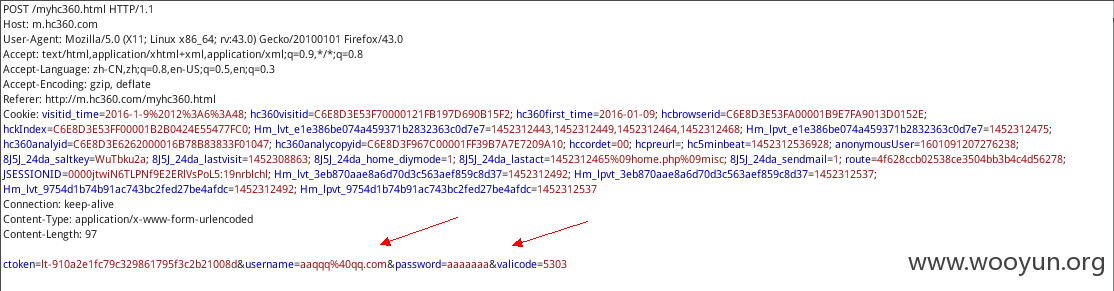 POST /myhc360.html HTTP/1.1
Host: m.hc360.com
User-Agent: Mozilla/5.0 (X11; Linux x86_64; rv:43.0) Gecko/20100101 Firefox/43.0
Accept: text/html,application/xhtml+xml,application/xml;q=0.9,*/*;q=0.8
Accept-Language: zh-CN,zh;q=0.8,en-US;q=0.5,en;q=0.3
Accept-Encoding: gzip, deflate
Referer: http://m.hc360.com/myhc360.html
Cookie: visitid_time=2016-1-9%2012%3A6%3A48; hc360visitid=C6E8D3E53F70000121FB197D690B15F2; hc360first_time=2016-01-09; hcbrowserid=C6E8D3E53FA00001B9E7FA9013D0152E;
hckIndex=C6E8D3E53FF00001B2B0424E55477FC0; Hm_lvt_e1e386be074a459371b2832363c0d7e7=1452312443,1452312449,1452312464,1452312468; Hm_lpvt_e1e386be074a459371b2832363c0d7e7=1452312475;
hc360analyid=C6E8D3E6262000016B78B83833F01047; hc360analycopyid=C6E8D3F967C00001FF39B7A7E7209A10; hccordet=00; hcpreurl=; hc5minbeat=1452312536928; anonymousUser=1601091207276238;
8J5J_24da_saltkey=WuTbku2a; 8J5J_24da_lastvisit=1452308863; 8J5J_24da_home_diymode=1; 8J5J_24da_lastact=1452312465%09home.php%09misc; 8J5J_24da_sendmail=1; route=4f628ccb02538ce3504bb3b4c4d56278;
JSESSIONID=0000jtwiN6TLPNf9E2ERlVsPoL5:19nrblchl; Hm_lvt_3eb870aae8a6d70d3c563aef859c8d37=1452312492; Hm_lpvt_3eb870aae8a6d70d3c563aef859c8d37=1452312537;
Hm_lvt_9754d1b74b91ac743bc2fed27be4afdc=1452312492; Hm_lpvt_9754d1b74b91ac743bc2fed27be4afdc=1452312537
Connection: keep-alive
Content-Type: application/x-www-form-urlencoded
Content-Length: 97
ctoken=lt-910a2e1fc79c329861795f3c2b21008d&username=aaqqq%40qq.com&password=aaaaaaa&valicode=5303
www.wooyun.org